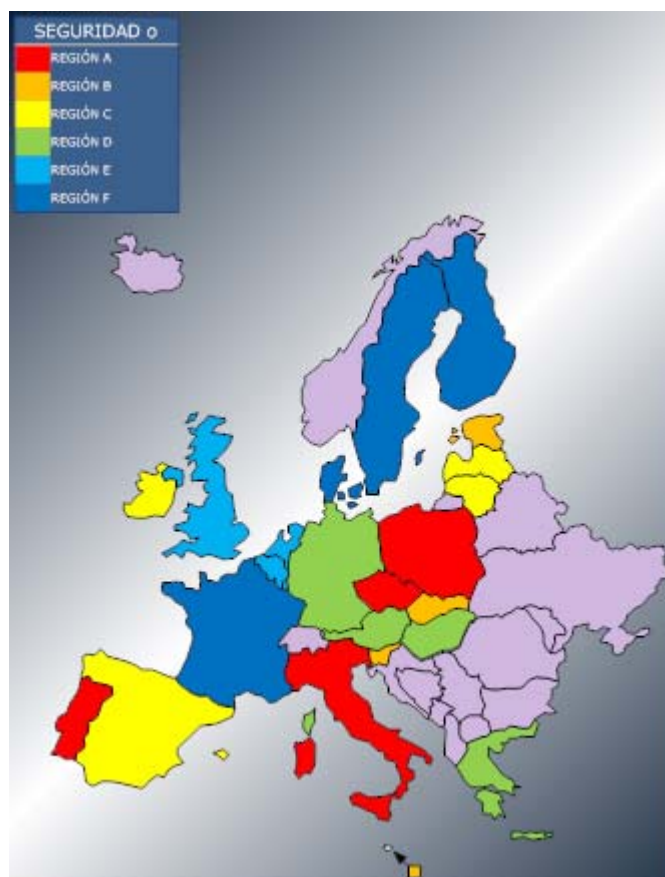 SEGURIDAD o
REGIÓN A
REGIÓN B
REGIÓN C
REGIÓN D
REGIÓN E
REGIÓN F